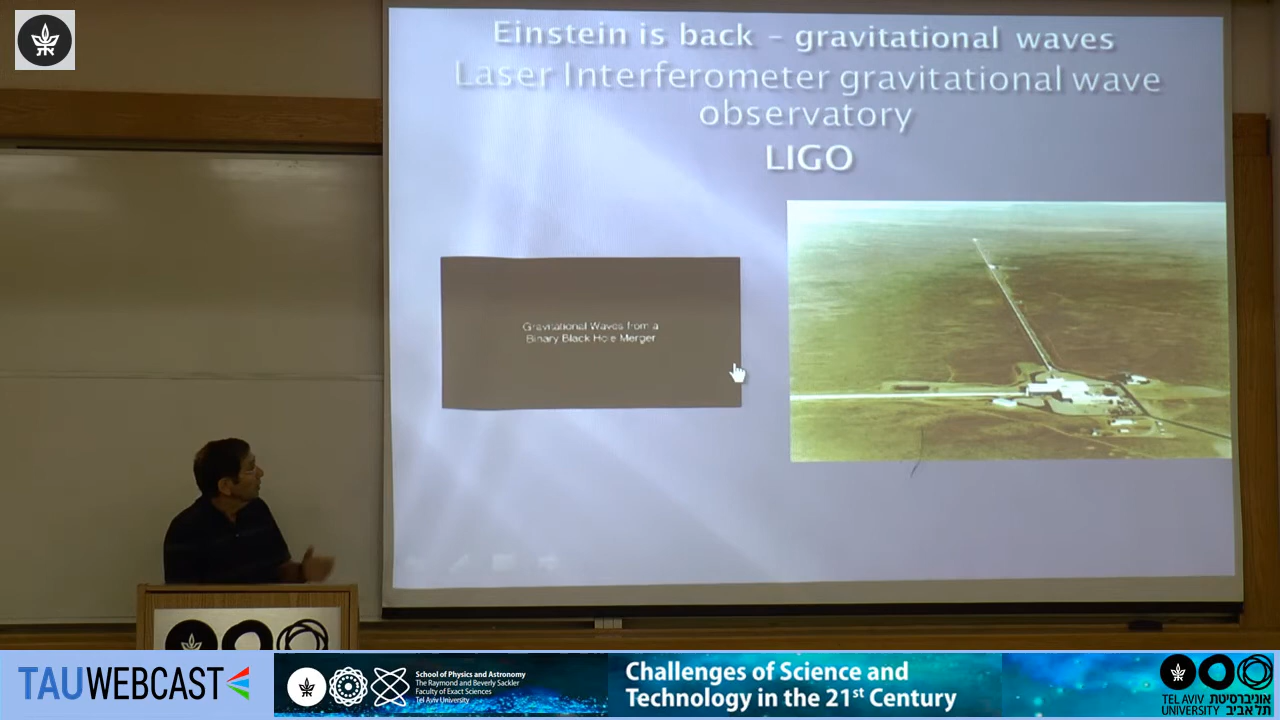 Einstein is back - gravitational waves
Laser Interferometer gravitational wave
observatory
LIGO
Gravitational Waves from a
Binary Black Hole Merger
TAUWEBCAST
School of Physics and Astronomy
The Raymond and Beverly Sackler
Faculty of Exact Sciences
Tel Aviv University
Challenges of Science and
Technology in the 21st Century
TEL AVIV אוניברסיטת
UNIVERSITY תל אביב